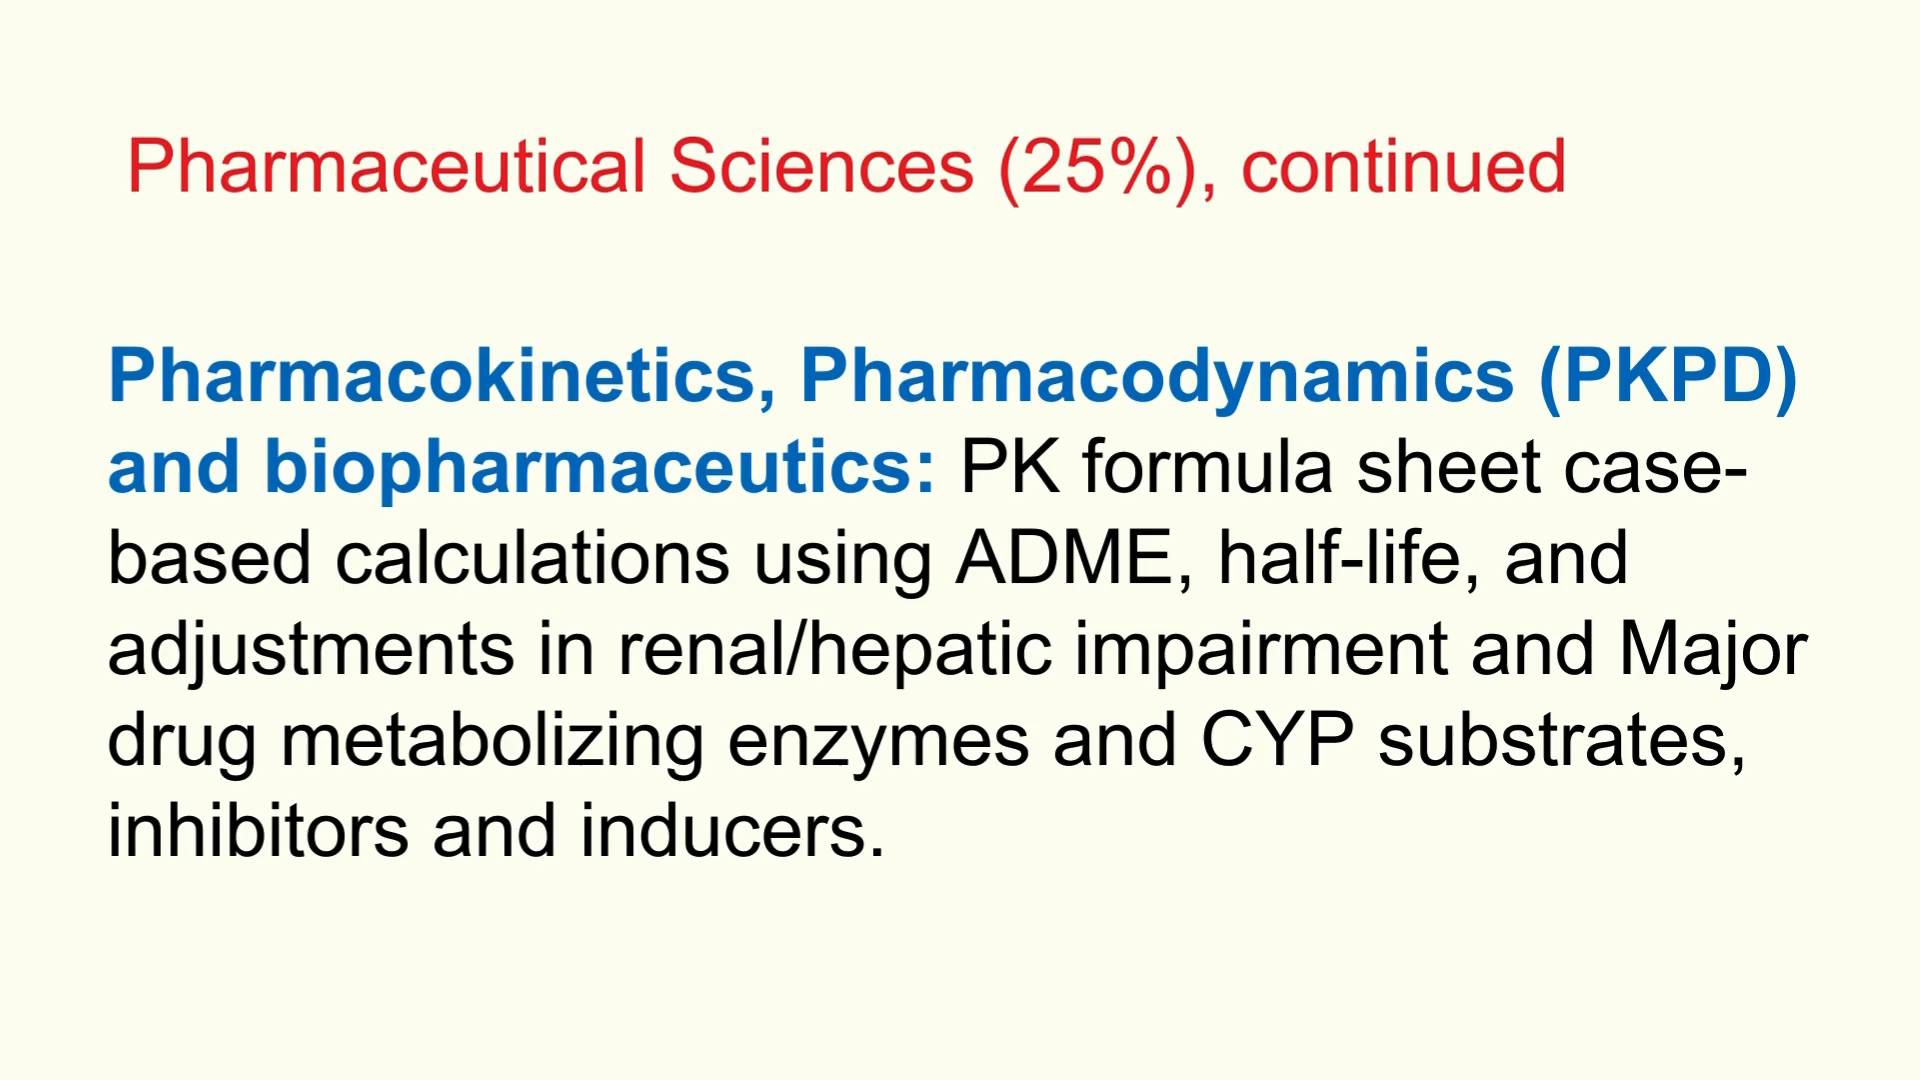 Pharmaceutical Sciences (25%), continued
Pharmacokinetics, Pharmacodynamics (PKPD)
and biopharmaceutics: PK formula sheet case-
based calculations using ADME, half-life, and
adjustments in renal/hepatic impairment and Major
drug metabolizing enzymes and CYP substrates,
inhibitors and inducers.